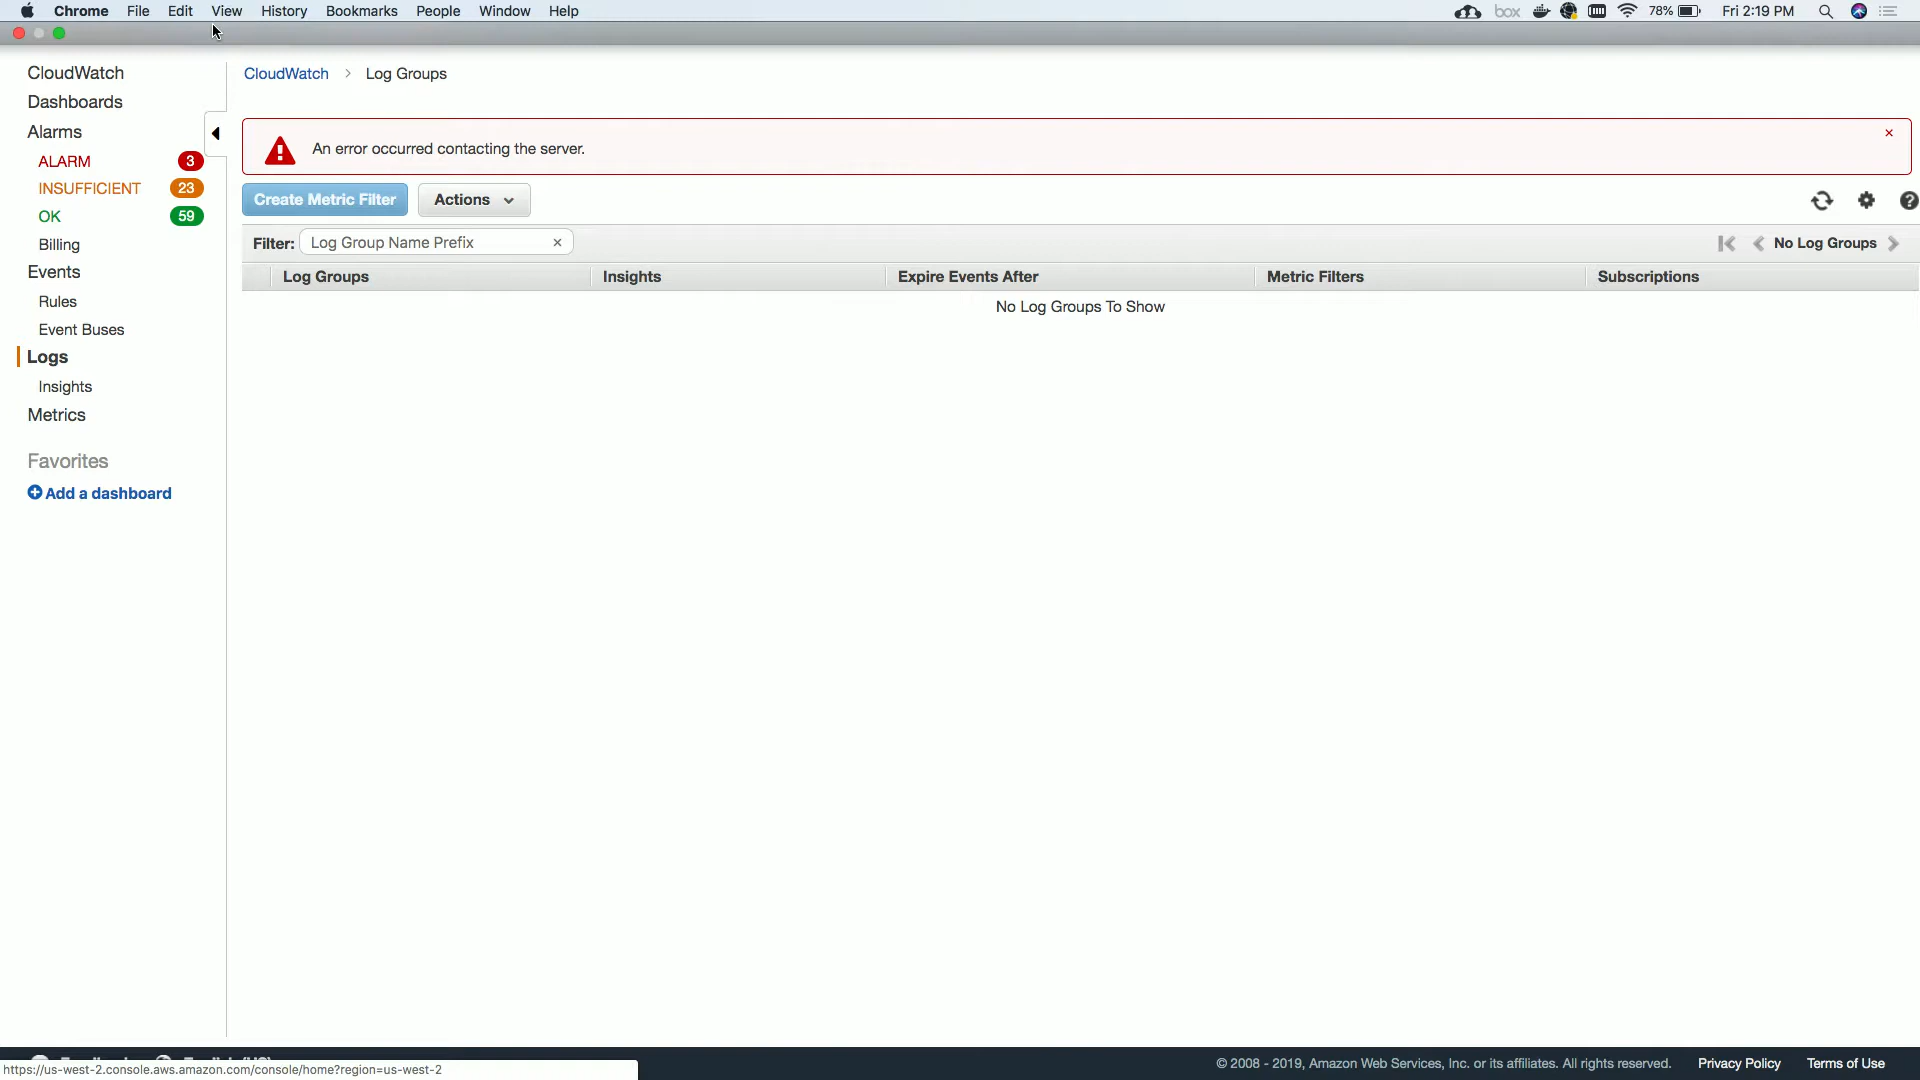 Chrome File Edit View History Bookmarks People Window Help
box 78% Fri 2:19 PM
CloudWatch
Dashboards
Alarms
ALARM 3
INSUFFICIENT 23
OK 59
Billing
Events
Rules
Event Buses
Logs
Insights
Metrics
Favorites
Add a dashboard
CloudWatch > Log Groups
An error occurred contacting the server. ×
Create Metric Filter Actions
Filter: Log Group Name Prefix × No Log Groups
Log Groups Insights Expire Events After Metric Filters Subscriptions
No Log Groups To Show
https://us-west-2.console.aws.amazon.com/console/home?region=us-west-2
© 2008 - 2019, Amazon Web Services, Inc. or its affiliates. All rights reserved. Privacy Policy Terms of Use